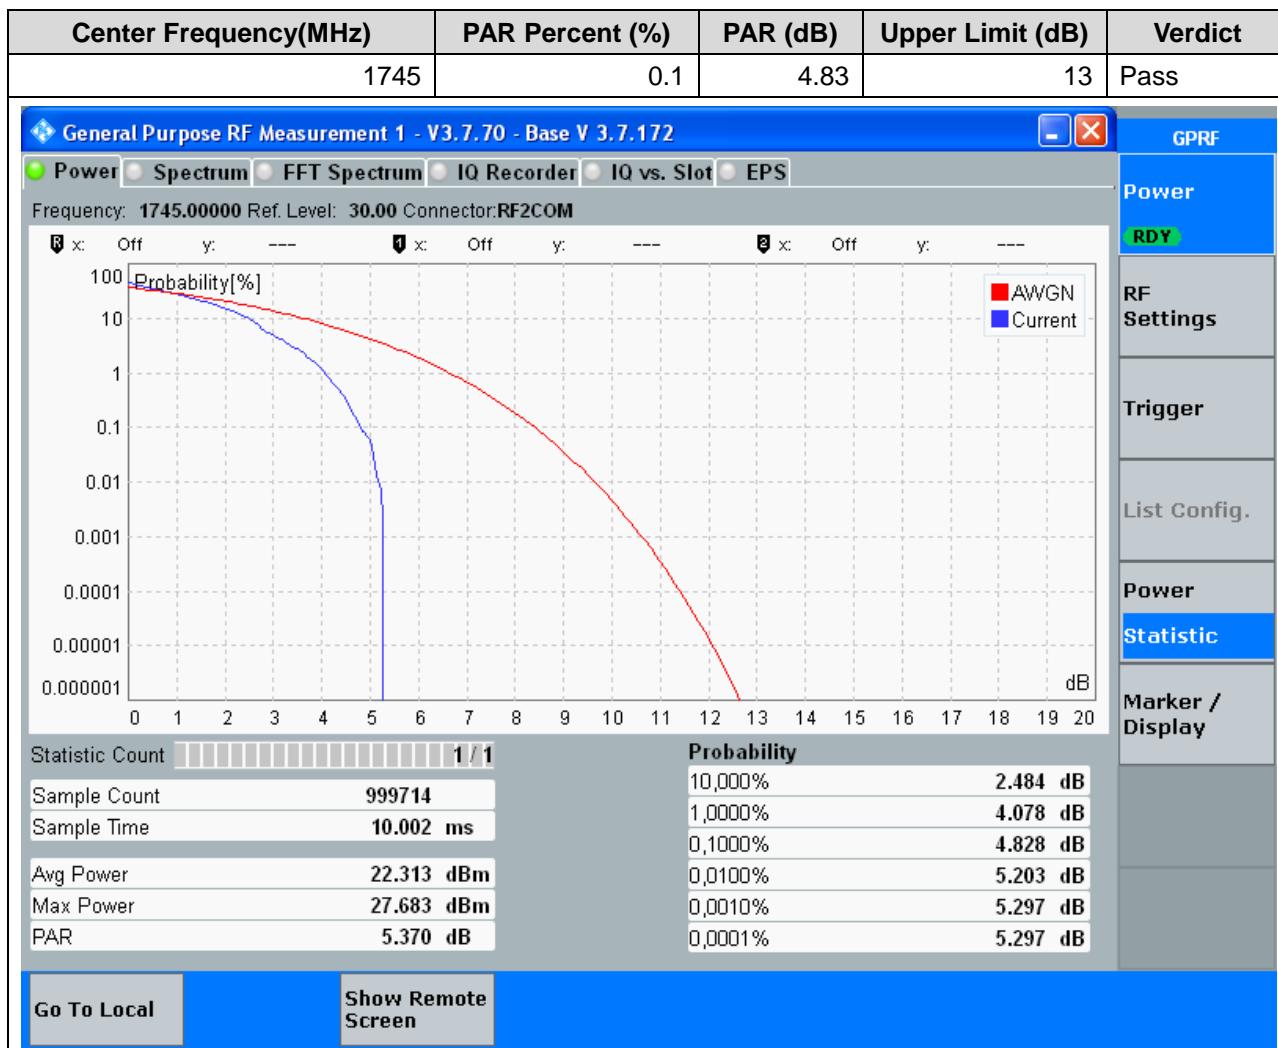 Center Frequency(MHz) PAR Percent (%) PAR (dB) Upper Limit (dB) Verdict
1745 0.1 4.83 13 Pass
General Purpose RF Measurement 1 - V3.7.70 - Base V 3.7.172
GPRF
Power Spectrum FFT Spectrum IQ Recorder IQ vs. Slot EPS
Frequency: 1745.00000 Ref. Level: 30.00 Connector:RF2COM
R x: Off y: --- 1 x: Off y: --- 2 x: Off y: ---
Probability[%]
AWGN
Current
100
10
1
0.1
0.01
0.001
0.0001
0.00001
0.000001
dB
0 1 2 3 4 5 6 7 8 9 10 11 12 13 14 15 16 17 18 19 20
Statistic Count 1 / 1
Sample Count 999714
Sample Time 10.002 ms
Avg Power 22.313 dBm
Max Power 27.683 dBm
PAR 5.370 dB
Probability
10,000% 2.484 dB
1,0000% 4.078 dB
0,1000% 4.828 dB
0,0100% 5.203 dB
0,0010% 5.297 dB
0,0001% 5.297 dB
Power
RDY
RF
Settings
Trigger
List Config.
Power
Statistic
Marker /
Display
Go To Local
Show Remote
Screen